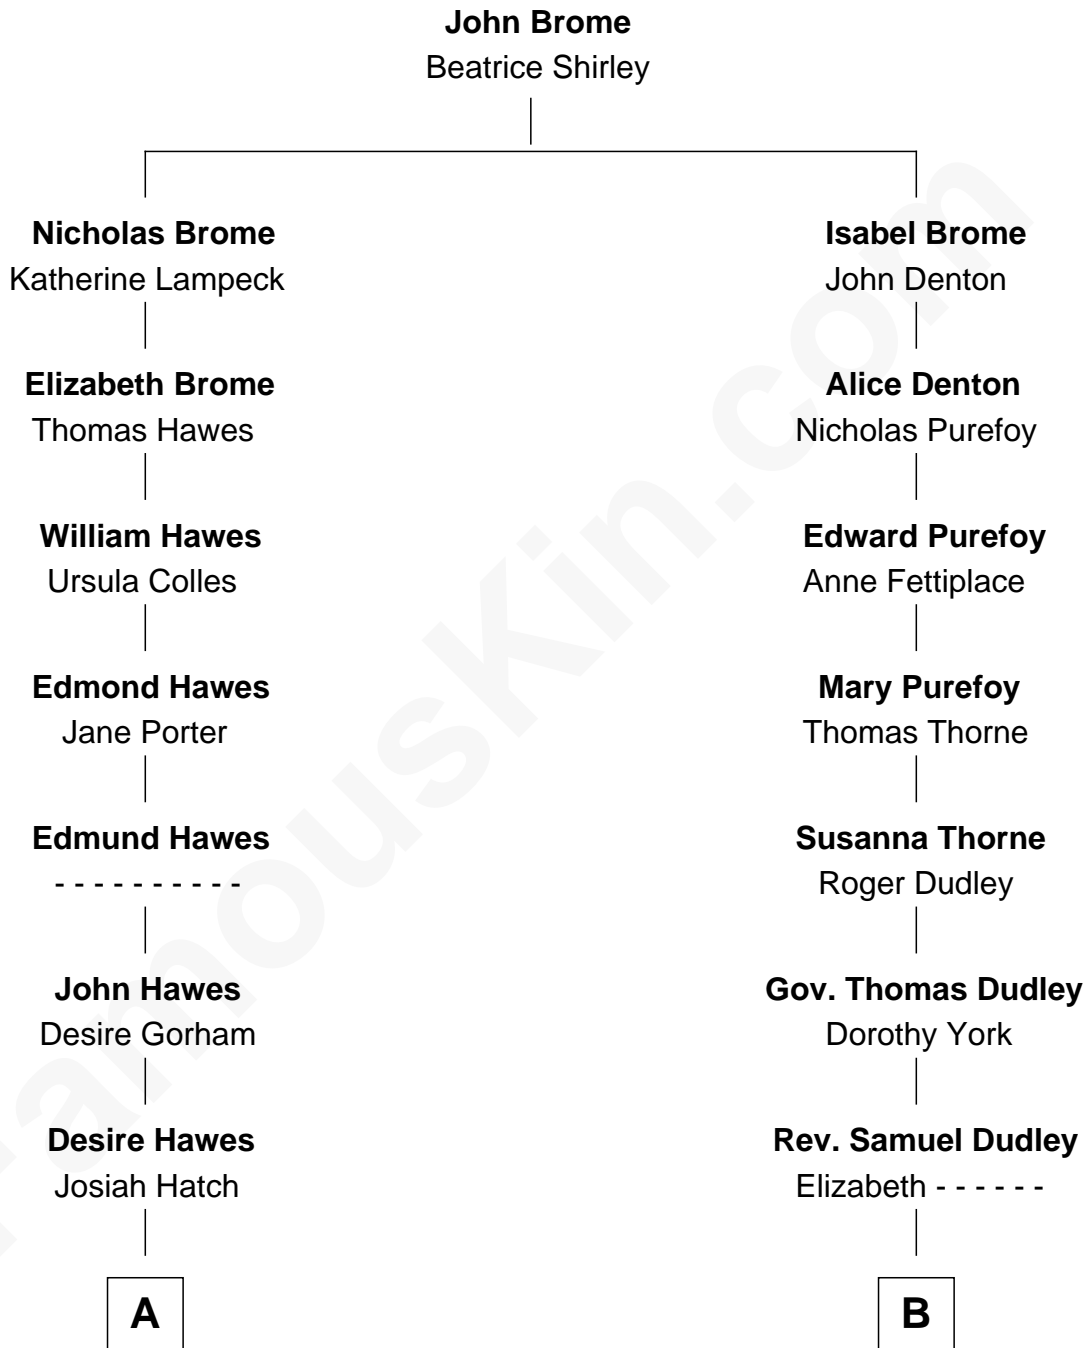 John Brome
Beatrice Shirley
Nicholas Brome
Katherine Lampeck
Elizabeth Brome
Thomas Hawes
William Hawes
Ursula Colles
Edmond Hawes
Jane Porter
Edmund Hawes
- - - - - - - - - -
John Hawes
Desire Gorham
Desire Hawes
Josiah Hatch
A
Isabel Brome
John Denton
Alice Denton
Nicholas Purefoy
Edward Purefoy
Anne Fettiplace
Mary Purefoy
Thomas Thorne
Susanna Thorne
Roger Dudley
Gov. Thomas Dudley
Dorothy York
Rev. Samuel Dudley
Elizabeth - - - - - -
B
FamousKin.com